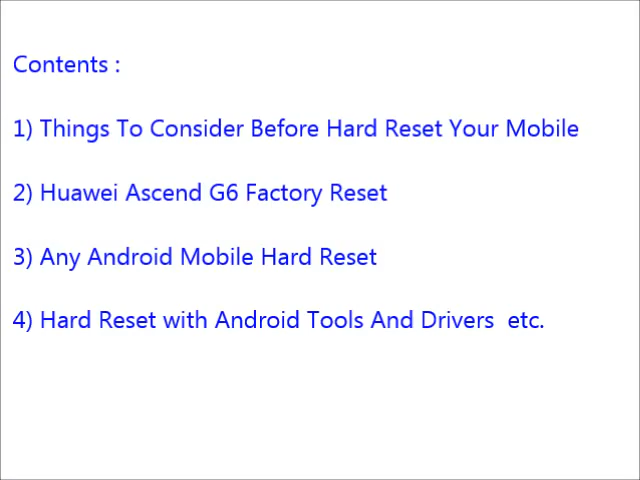 Contents :
1) Things To Consider Before Hard Reset Your Mobile
2) Huawei Ascend G6 Factory Reset
3) Any Android Mobile Hard Reset
4) Hard Reset with Android Tools And Drivers  etc.